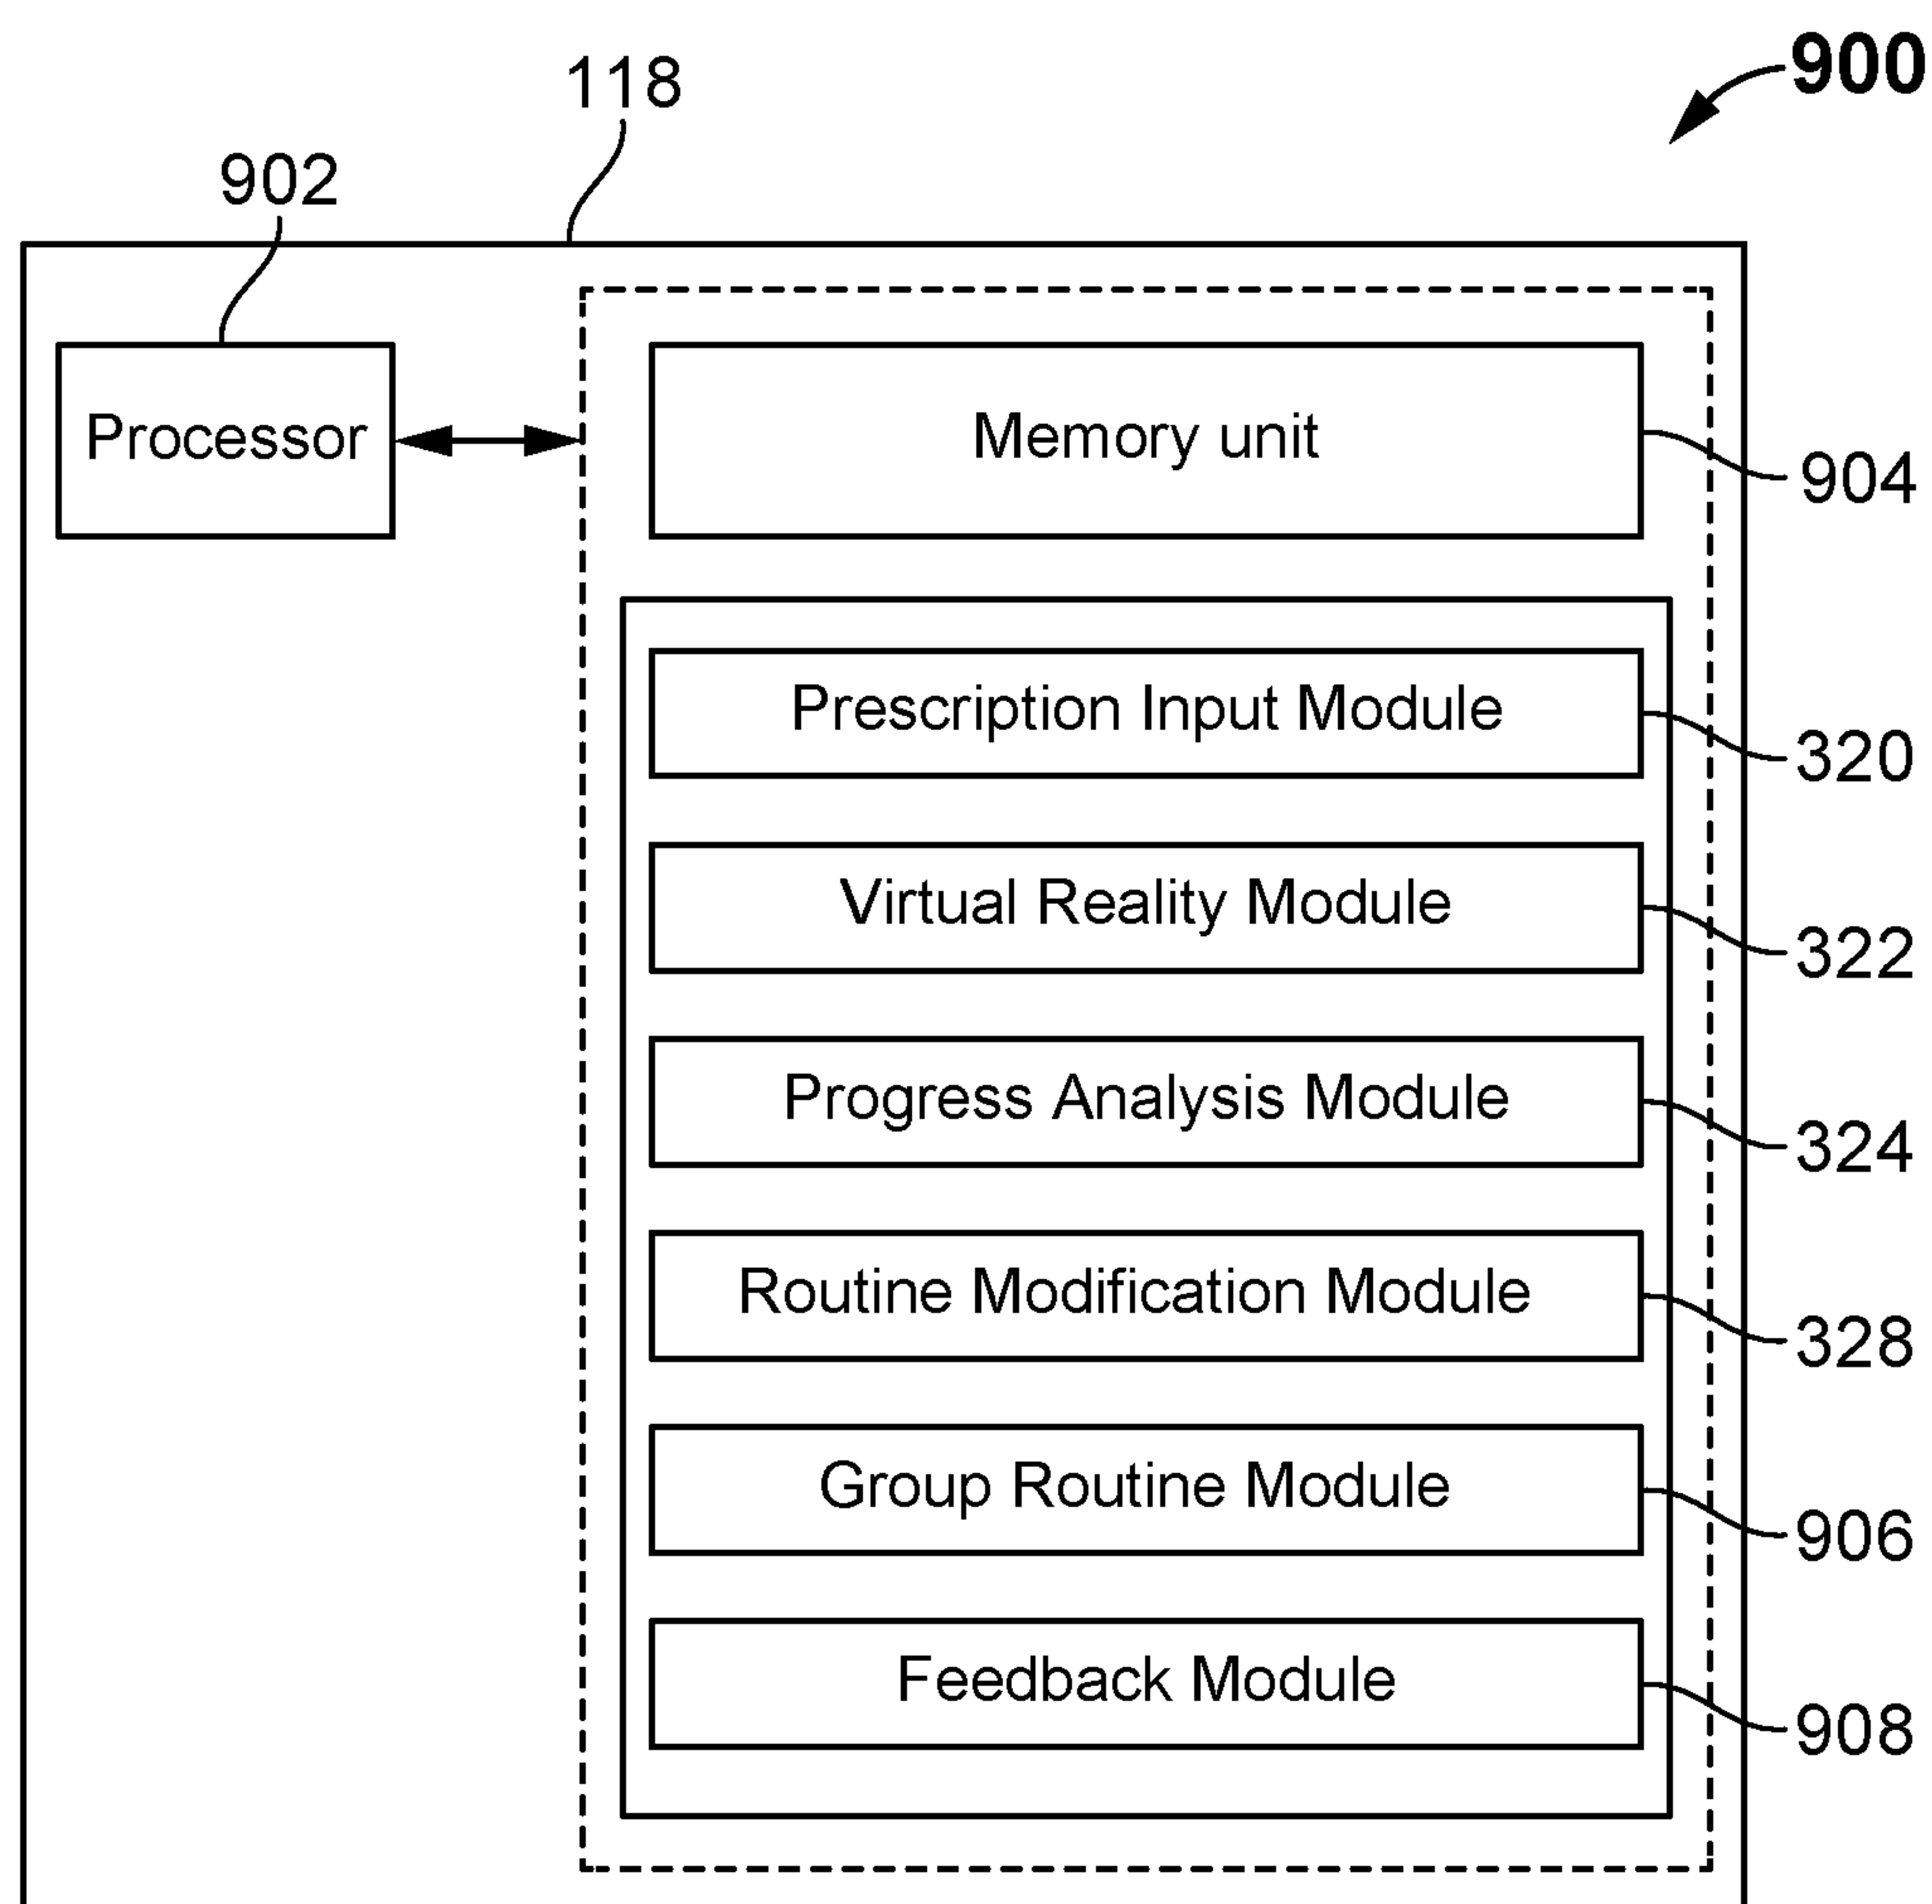 900
118
902
Processor
Memory unit
904
Prescription Input Module
320
Virtual Reality Module
322
Progress Analysis Module
324
Routine Modification Module
328
Group Routine Module
906
Feedback Module
908